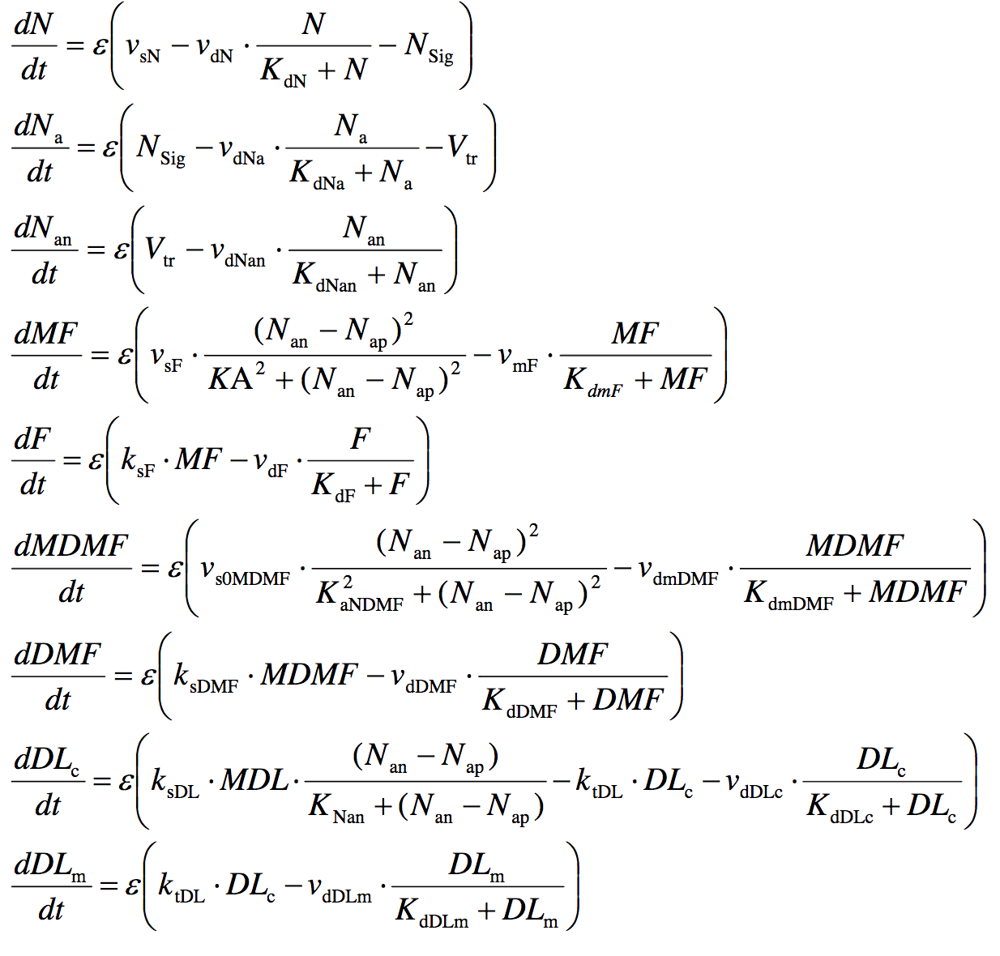 dN/dt = ε( v_sN − v_dN · N/(K_dN + N) − N_Sig )
dN_a/dt = ε( N_Sig − v_dNa · N_a/(K_dNa + N_a) − V_tr )
dN_an/dt = ε( V_tr − v_dNan · N_an/(K_dNan + N_an) )
dMF/dt = ε( v_sF · (N_an − N_ap)²/(KA² + (N_an − N_ap)²) − v_mF · MF/(K_dmF + MF) )
dF/dt = ε( k_sF · MF − v_dF · F/(K_dF + F) )
dMDMF/dt = ε( v_s0MDMF · (N_an − N_ap)²/(K²_aNDMF + (N_an − N_ap)²) − v_dmDMF · MDMF/(K_dmDMF + MDMF) )
dDMF/dt = ε( k_sDMF · MDMF − v_dDMF · DMF/(K_dDMF + DMF) )
dDL_c/dt = ε( k_sDL · MDL · (N_an − N_ap)/(K_Nan + (N_an − N_ap)) − k_tDL · DL_c − v_dDLc · DL_c/(K_dDLc + DL_c) )
dDL_m/dt = ε( k_tDL · DL_c − v_dDLm · DL_m/(K_dDLm + DL_m) )